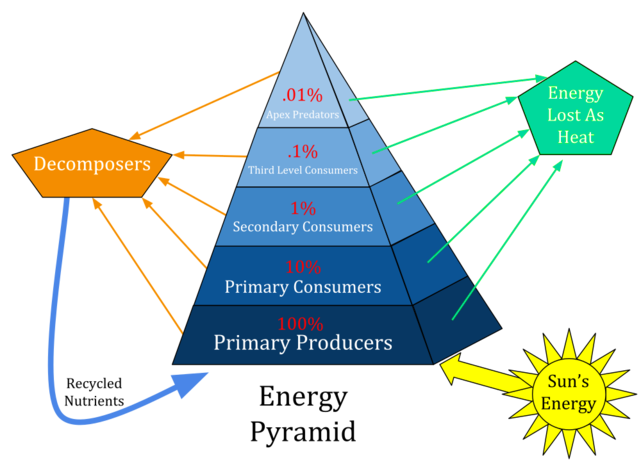 .01%
Apex Predators
.1%
Third Level Consumers
1%
Secondary Consumers
10%
Primary Consumers
100%
Primary Producers
Decomposers
Energy
Lost As
Heat
Recycled
Nutrients
Sun's
Energy
Energy
Pyramid